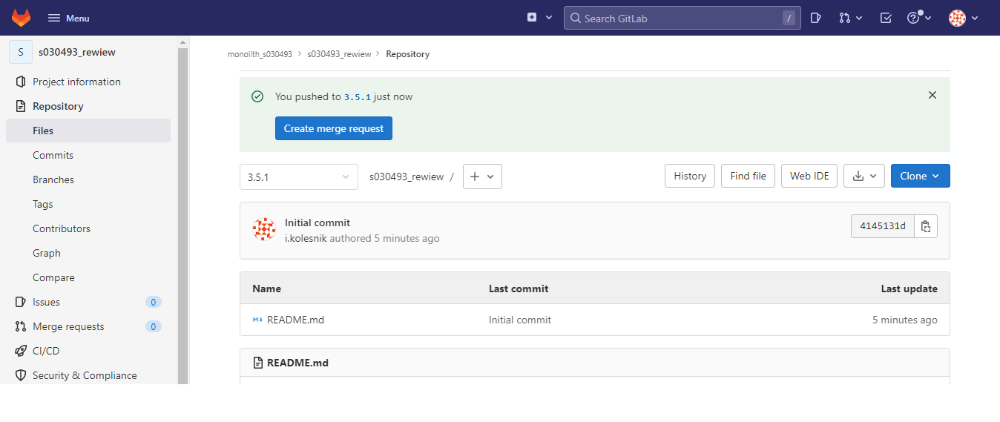 Menu
Search GitLab /
S s030493_rewiew
Project information
Repository
Files
Commits
Branches
Tags
Contributors
Graph
Compare
Issues 0
Merge requests 0
CI/CD
Security & Compliance
monolith_s030493 > s030493_rewiew > Repository
You pushed to 3.5.1 just now
Create merge request
3.5.1 s030493_rewiew / History Find file Web IDE Clone
Initial commit
i.kolesnik authored 5 minutes ago
4145131d
Name Last commit Last update
README.md Initial commit 5 minutes ago
README.md